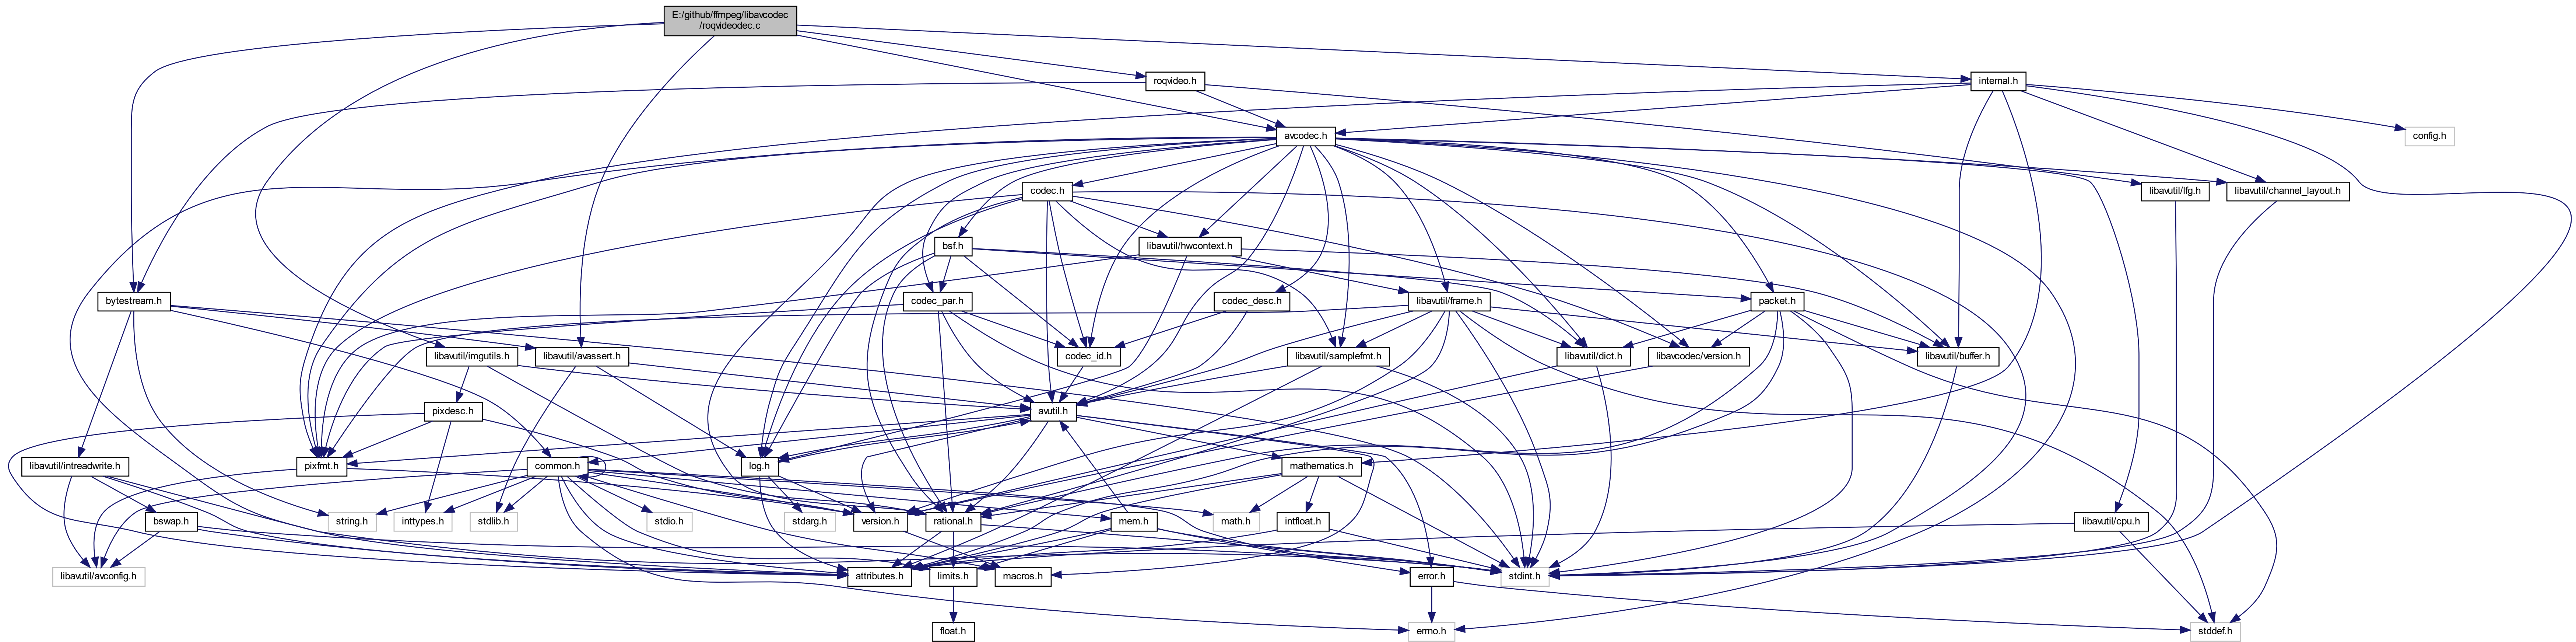 E:/github/ffmpeg/libavcodec
/roqvideodec.c
roqvideo.h
internal.h
avcodec.h
config.h
codec.h
libavutil/lfg.h
libavutil/channel_layout.h
bsf.h
libavutil/hwcontext.h
bytestream.h
codec_par.h
codec_desc.h
libavutil/frame.h
packet.h
libavutil/imgutils.h
libavutil/avassert.h
codec_id.h
libavutil/samplefmt.h
libavutil/dict.h
libavcodec/version.h
libavutil/buffer.h
pixdesc.h
avutil.h
libavutil/intreadwrite.h
pixfmt.h
common.h
log.h
mathematics.h
bswap.h
string.h
inttypes.h
stdlib.h
stdio.h
stdarg.h
version.h
rational.h
mem.h
math.h
intfloat.h
libavutil/cpu.h
libavutil/avconfig.h
attributes.h
limits.h
macros.h
error.h
stdint.h
float.h
errno.h
stddef.h